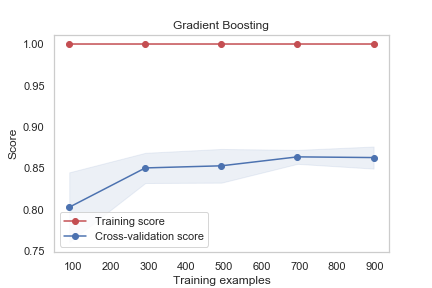 Gradient Boosting
1.00
0.95
0.90
0.85
0.80
0.75
Score
Training score
Cross-validation score
100 200 300 400 500 600 700 800 900
Training examples